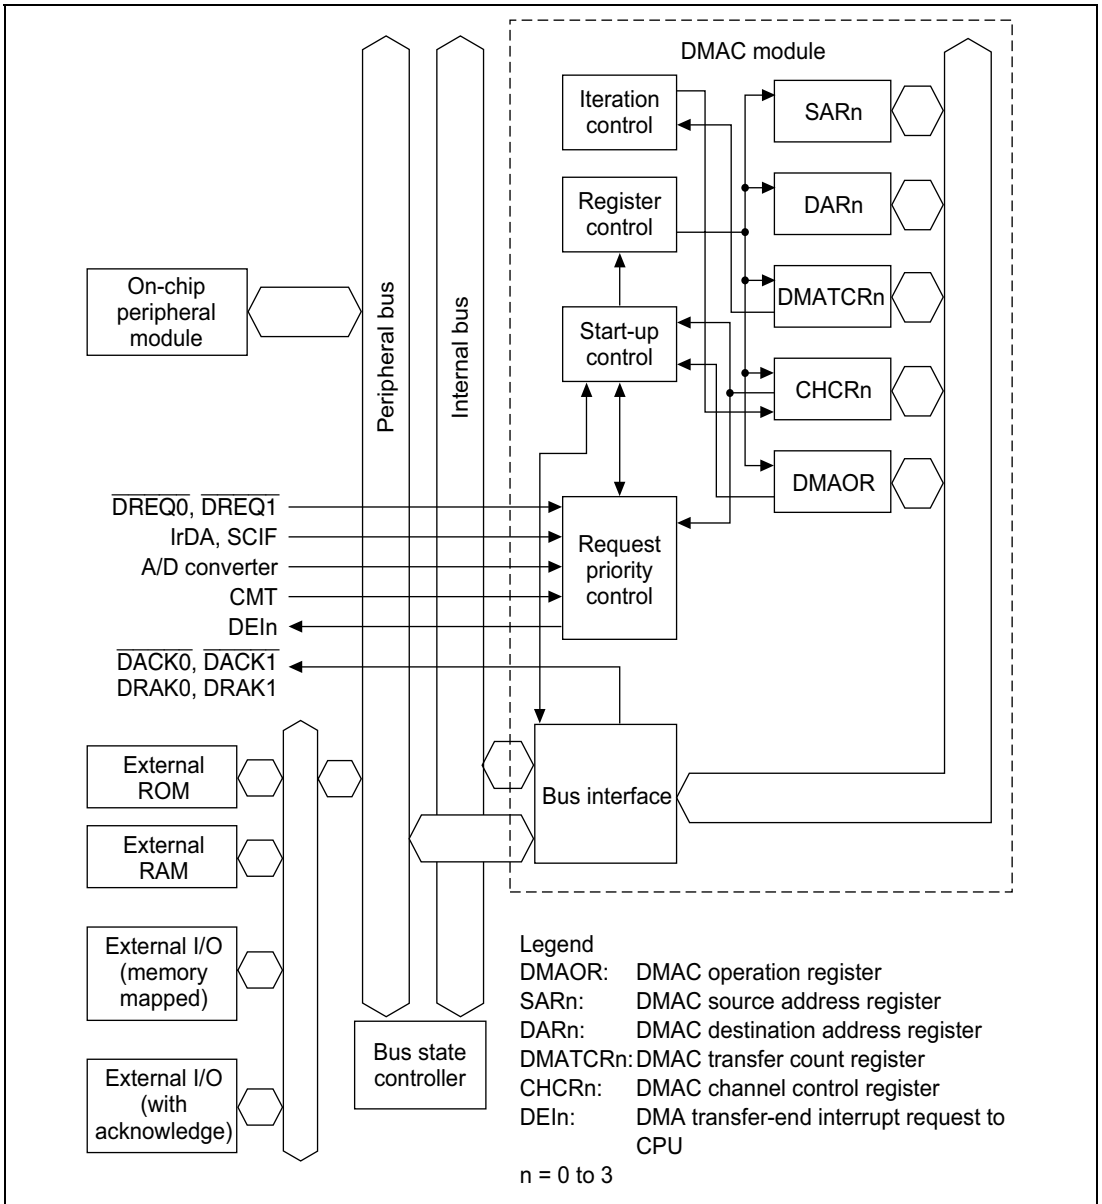 DMAC module
Iteration
control
SARn
Register
control
DARn
On-chip
peripheral
module
Peripheral bus
Internal bus
DMATCRn
Start-up
control
CHCRn
DMAOR
D̅R̅E̅Q̅0̅, D̅R̅E̅Q̅1̅
IrDA, SCIF
A/D converter
CMT
DEIn
Request
priority
control
D̅A̅C̅K̅0̅, D̅A̅C̅K̅1̅
DRAK0, DRAK1
External
ROM
Bus interface
External
RAM
External I/O
(memory
mapped)
External I/O
(with
acknowledge)
Bus state
controller
Legend
DMAOR: DMAC operation register
SARn: DMAC source address register
DARn: DMAC destination address register
DMATCRn: DMAC transfer count register
CHCRn: DMAC channel control register
DEIn: DMA transfer-end interrupt request to
CPU
n = 0 to 3